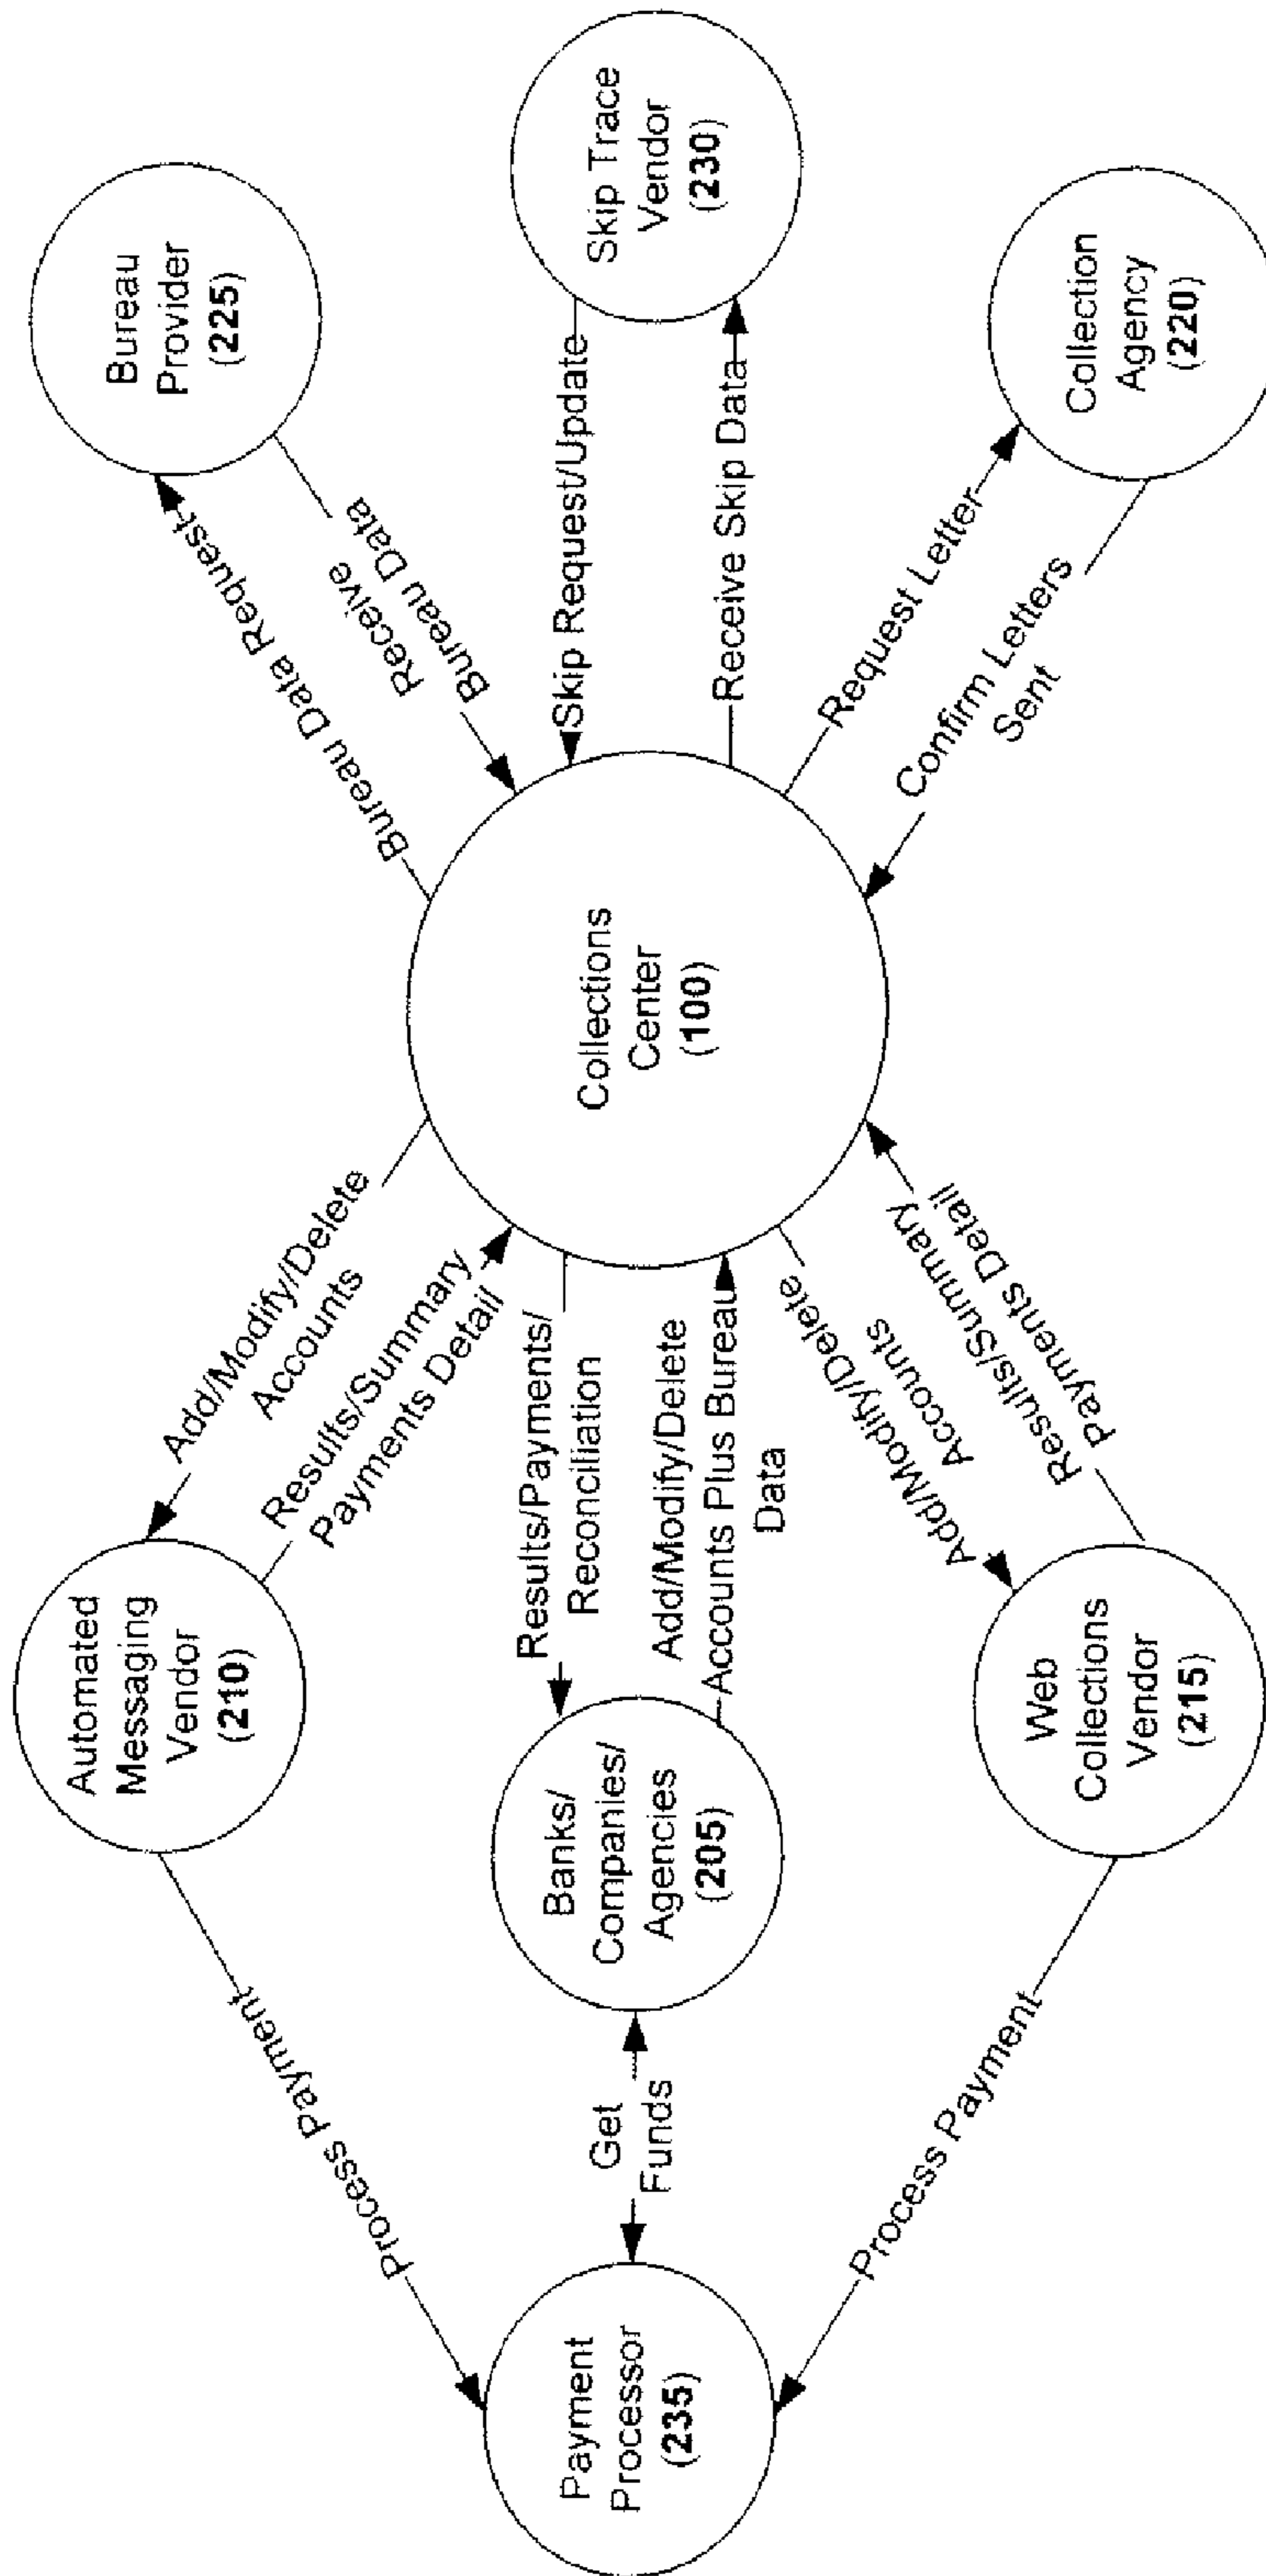 Bureau
Provider
(225)
Skip Trace
Vendor
(230)
Collection
Agency
(220)
Bureau Data Request
Receive
Bureau Data
Skip Request/Update
Receive Skip Data
Request Letter
Confirm Letters
Sent
Collections
Center
(100)
Add/Modify/Delete
Accounts
Results/Summary
Payments Detail
Results/Payments/
Reconciliation
Add/Modify/Delete
Accounts Plus Bureau
Data
Add/Modify/Delete
Accounts
Results/Summary
Payments Detail
Automated
Messaging
Vendor
(210)
Banks/
Companies/
Agencies
(205)
Web
Collections
Vendor
(215)
Process Payment
Get
Funds
Process Payment
Payment
Processor
(235)